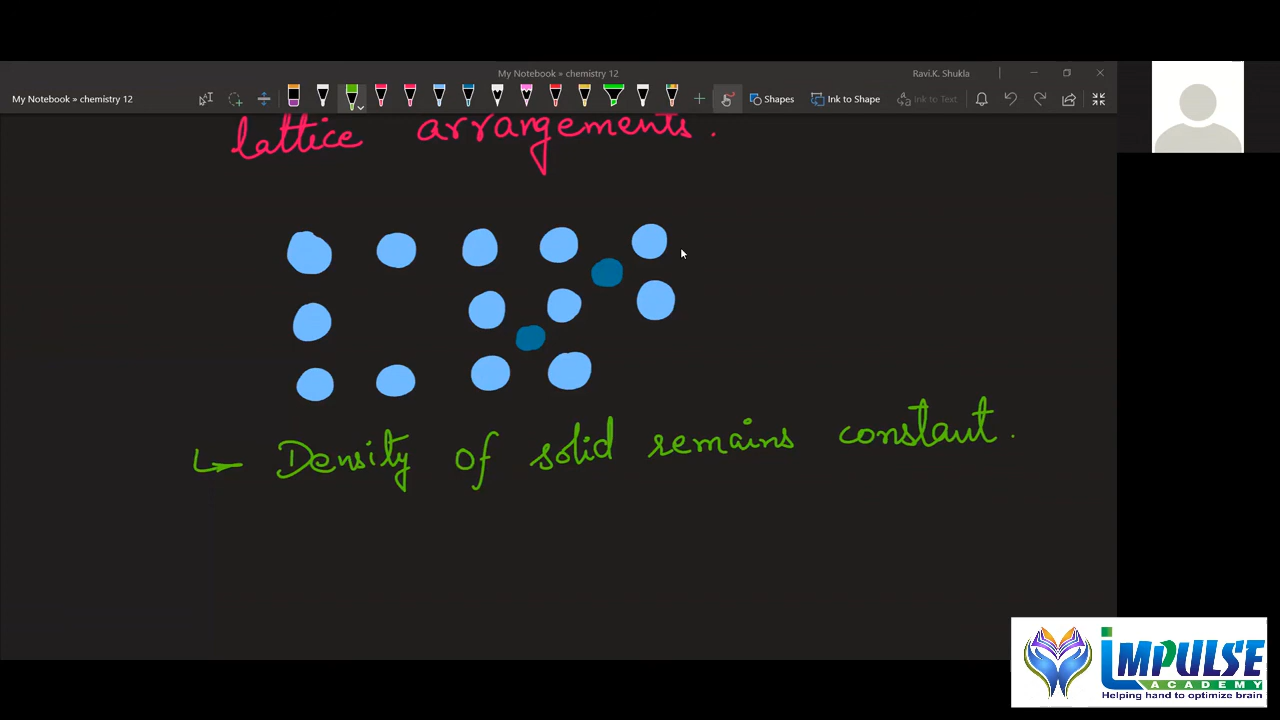 My Notebook » chemistry 12
Ravi.K. Shukla
My Notebook » chemistry 12
Shapes
Ink to Shape
Ink to Text
lattice arrangements.
↳ Density of solid remains constant.
iMPULSE
ACADEMY
Helping hand to optimize brain